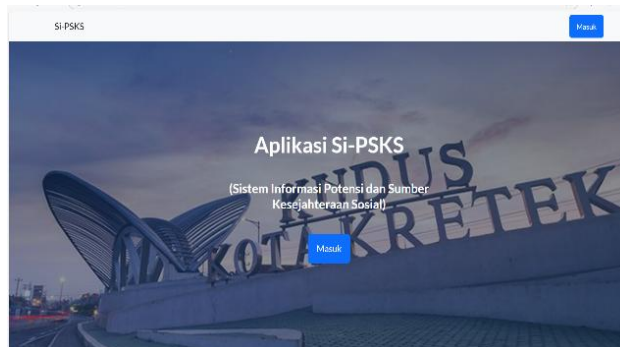 Si-PSKS
Masuk
Aplikasi Si-PSKS
KUDUS
(Sistem Informasi Potensi dan Sumber
Kesejahteraan Sosial)
KOTA KRETEK
Masuk